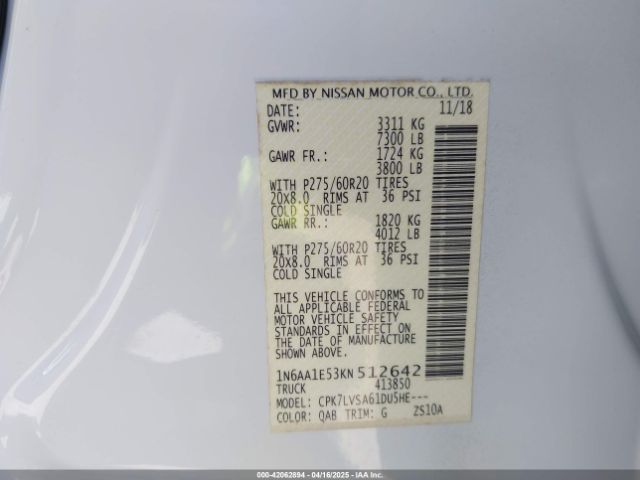 MFD BY NISSAN MOTOR CO., LTD.
DATE: 11/18
GVWR: 3311 KG
7300 LB
GAWR FR.: 1724 KG
3800 LB
WITH P275/60R20 TIRES
20X8.0 RIMS AT 36 PSI
COLD SINGLE
GAWR RR.: 1820 KG
4012 LB
WITH P275/60R20 TIRES
20X8.0 RIMS AT 36 PSI
COLD SINGLE
THIS VEHICLE CONFORMS TO
ALL APPLICABLE FEDERAL
MOTOR VEHICLE SAFETY
STANDARDS IN EFFECT ON
THE DATE OF MANUFACTURE
SHOWN ABOVE.
1N6AA1E53KN512642
TRUCK 413850
MODEL: CPK7LVSA61DU5HE---
COLOR: QAB TRIM: G ZS10A
000-42062894 - 04/16/2025 - IAAI.COM